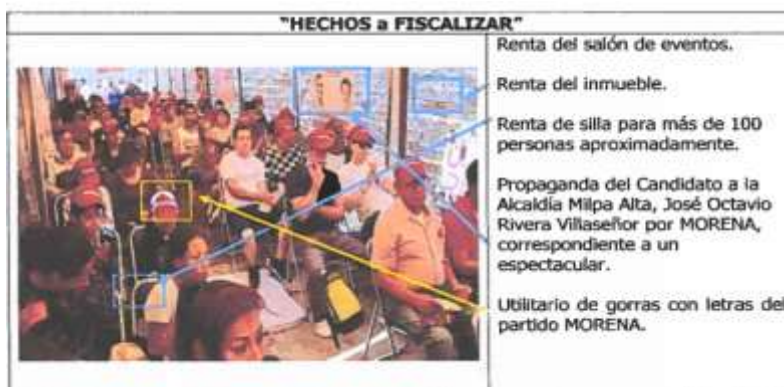 "HECHOS a FISCALIZAR"
Renta del salón de eventos.
Renta del inmueble.
Renta de silla para más de 100
personas aproximadamente.
Propaganda del Candidato a la
Alcaldía Milpa Alta, José Octavio
Rivera Villaseñor por MORENA,
correspondiente a un
espectacular.
Utilitario de gorras con letras del
partido MORENA.